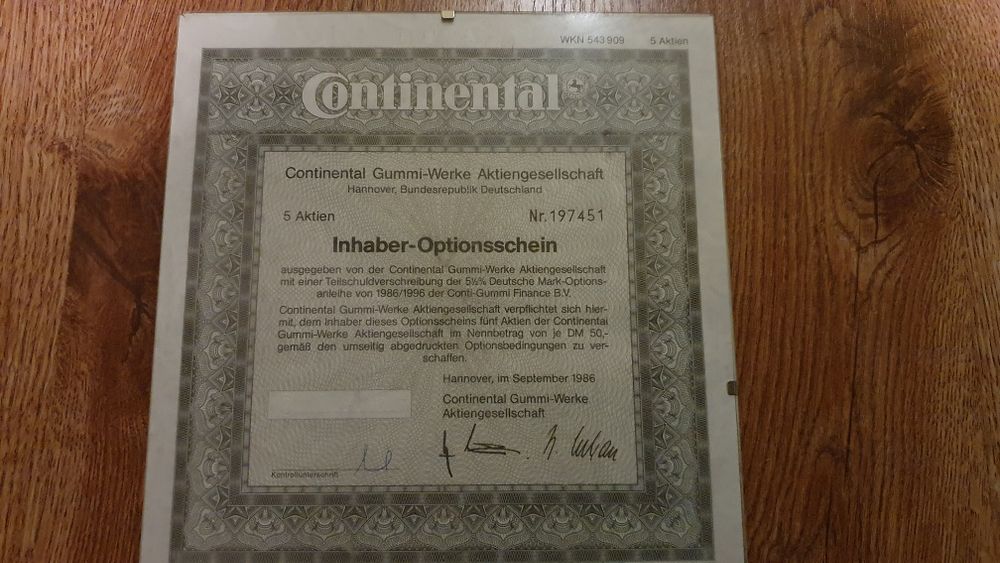 WKN 543909 5 Aktien
Continental
Continental Gummi-Werke Aktiengesellschaft
Hannover, Bundesrepublik Deutschland
5 Aktien Nr.197451
Inhaber-Optionsschein
ausgegeben von der Continental Gummi-Werke Aktiengesellschaft
mit einer Teilschuldverschreibung der 5½% Deutsche Mark-Options-
anleihe von 1986/1996 der Conti-Gummi Finance B.V.
Continental Gummi-Werke Aktiengesellschaft verpflichtet sich hier-
mit, dem Inhaber dieses Optionsscheins fünf Aktien der Continental
Gummi-Werke Aktiengesellschaft im Nennbetrag von je DM 50,-
gemäß den umseitig abgedruckten Optionsbedingungen zu ver-
schaffen.
Hannover, im September 1986
Continental Gummi-Werke
Aktiengesellschaft
Kontrollunterschrift